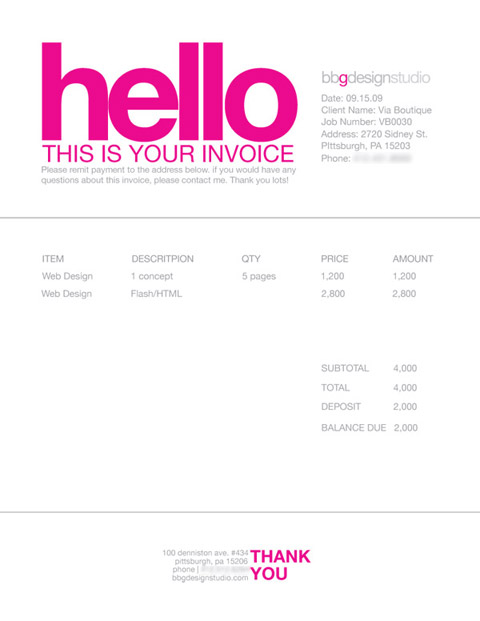 hello
THIS IS YOUR INVOICE
Please remit payment to the address below. if you would have any
questions about this invoice, please contact me. Thank you lots!
bbgdesignstudio
Date: 09.15.09
Client Name: Via Boutique
Job Number: VB0030
Address: 2720 Sidney St.
PIttsburgh, PA 15203
Phone:
ITEM DESCRITPION QTY PRICE AMOUNT
Web Design 1 concept 5 pages 1,200 1,200
Web Design Flash/HTML 2,800 2,800
SUBTOTAL 4,000
TOTAL 4,000
DEPOSIT 2,000
BALANCE DUE 2,000
100 denniston ave. #434
pittsburgh, pa 15206
phone |
bbgdesignstudio.com
THANK
YOU